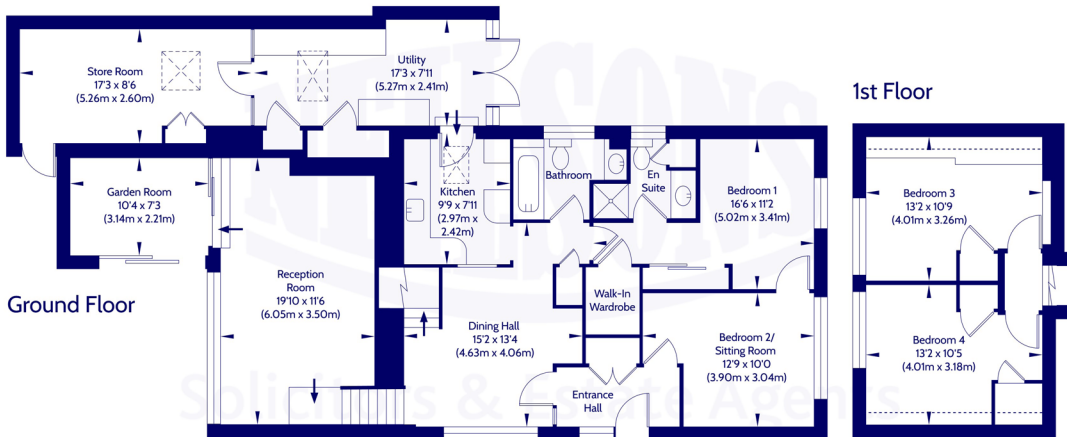 Store Room
17'3 x 8'6
(5.26m x 2.60m)
Utility
17'3 x 7'11
(5.27m x 2.41m)
1st Floor
Garden Room
10'4 x 7'3
(3.14m x 2.21m)
Kitchen
9'9 x 7'11
(2.97m x
2.42m)
Bathroom
En
Suite
Bedroom 1
16'6 x 11'2
(5.02m x 3.41m)
Bedroom 3
13'2 x 10'9
(4.01m x 3.26m)
Ground Floor
Reception
Room
19'10 x 11'6
(6.05m x 3.50m)
Dining Hall
15'2 x 13'4
(4.63m x 4.06m)
Walk-In
Wardrobe
Bedroom 2/
Sitting Room
12'9 x 10'0
(3.90m x 3.04m)
Bedroom 4
13'2 x 10'5
(4.01m x 3.18m)
Entrance
Hall
NEILSONS
Solicitors & Estate Agents